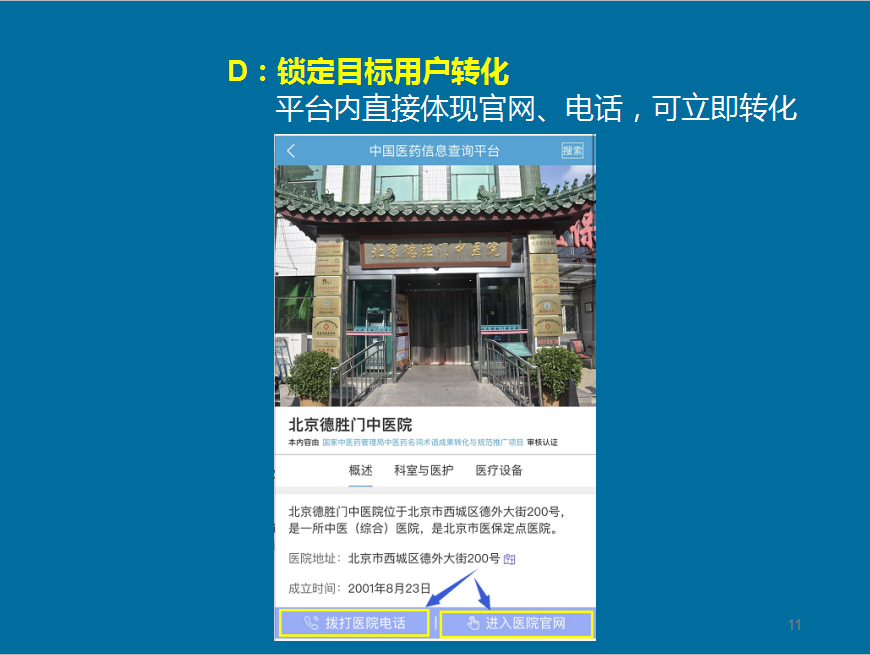 D：锁定目标用户转化
平台内直接体现官网、电话，可立即转化
中国医药信息查询平台
搜索
北京德胜门中医院
保
北京德胜门中医院
本内容由 国家中医药管理局中医药名词术语成果转化与规范推广项目 审核认证
概述 科室与医护 医疗设备
北京德胜门中医院位于北京市西城区德外大街200号，
是一所中医（综合）医院，是北京市医保定点医院。
医院地址：北京市西城区德外大街200号
成立时间：2001年8月23日
拨打医院电话 进入医院官网
11